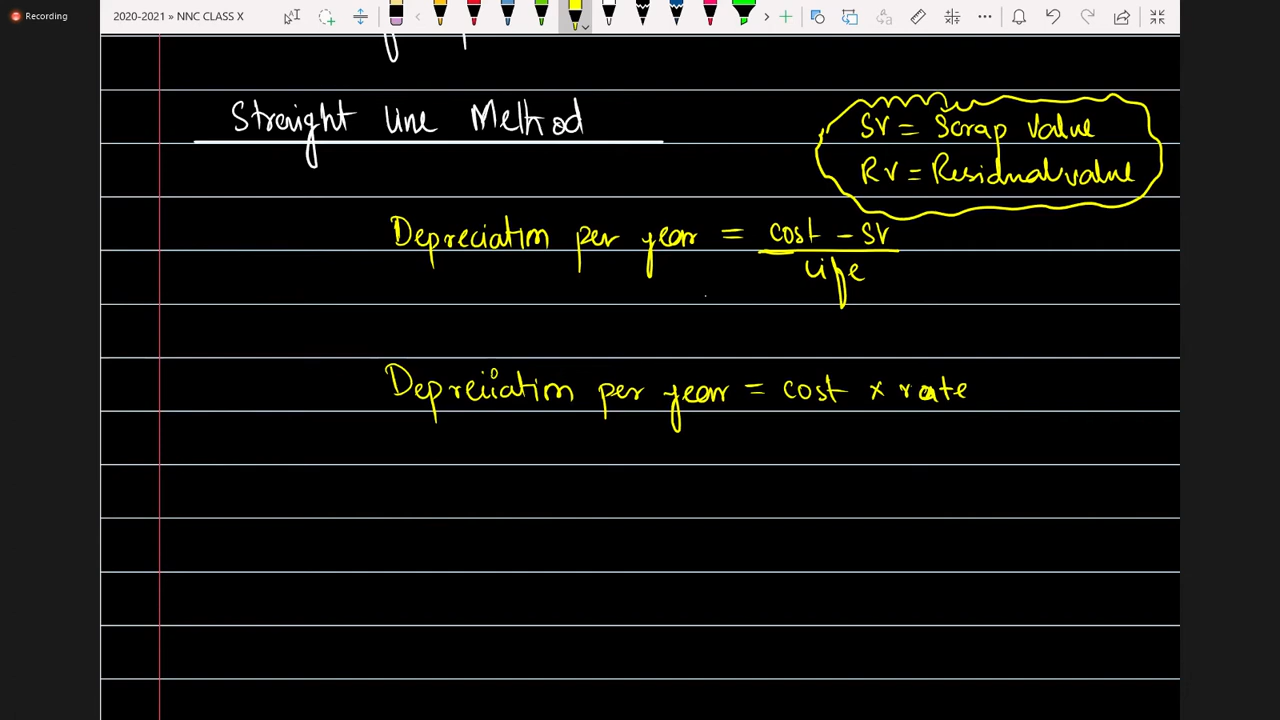 Recording
2020-2021 » NNC CLASS X
Straight Line Method
SV = Scrap Value
RV = Residual value
Depreciation per year = cost - SV
Life
Depreiiation per year = cost x rate